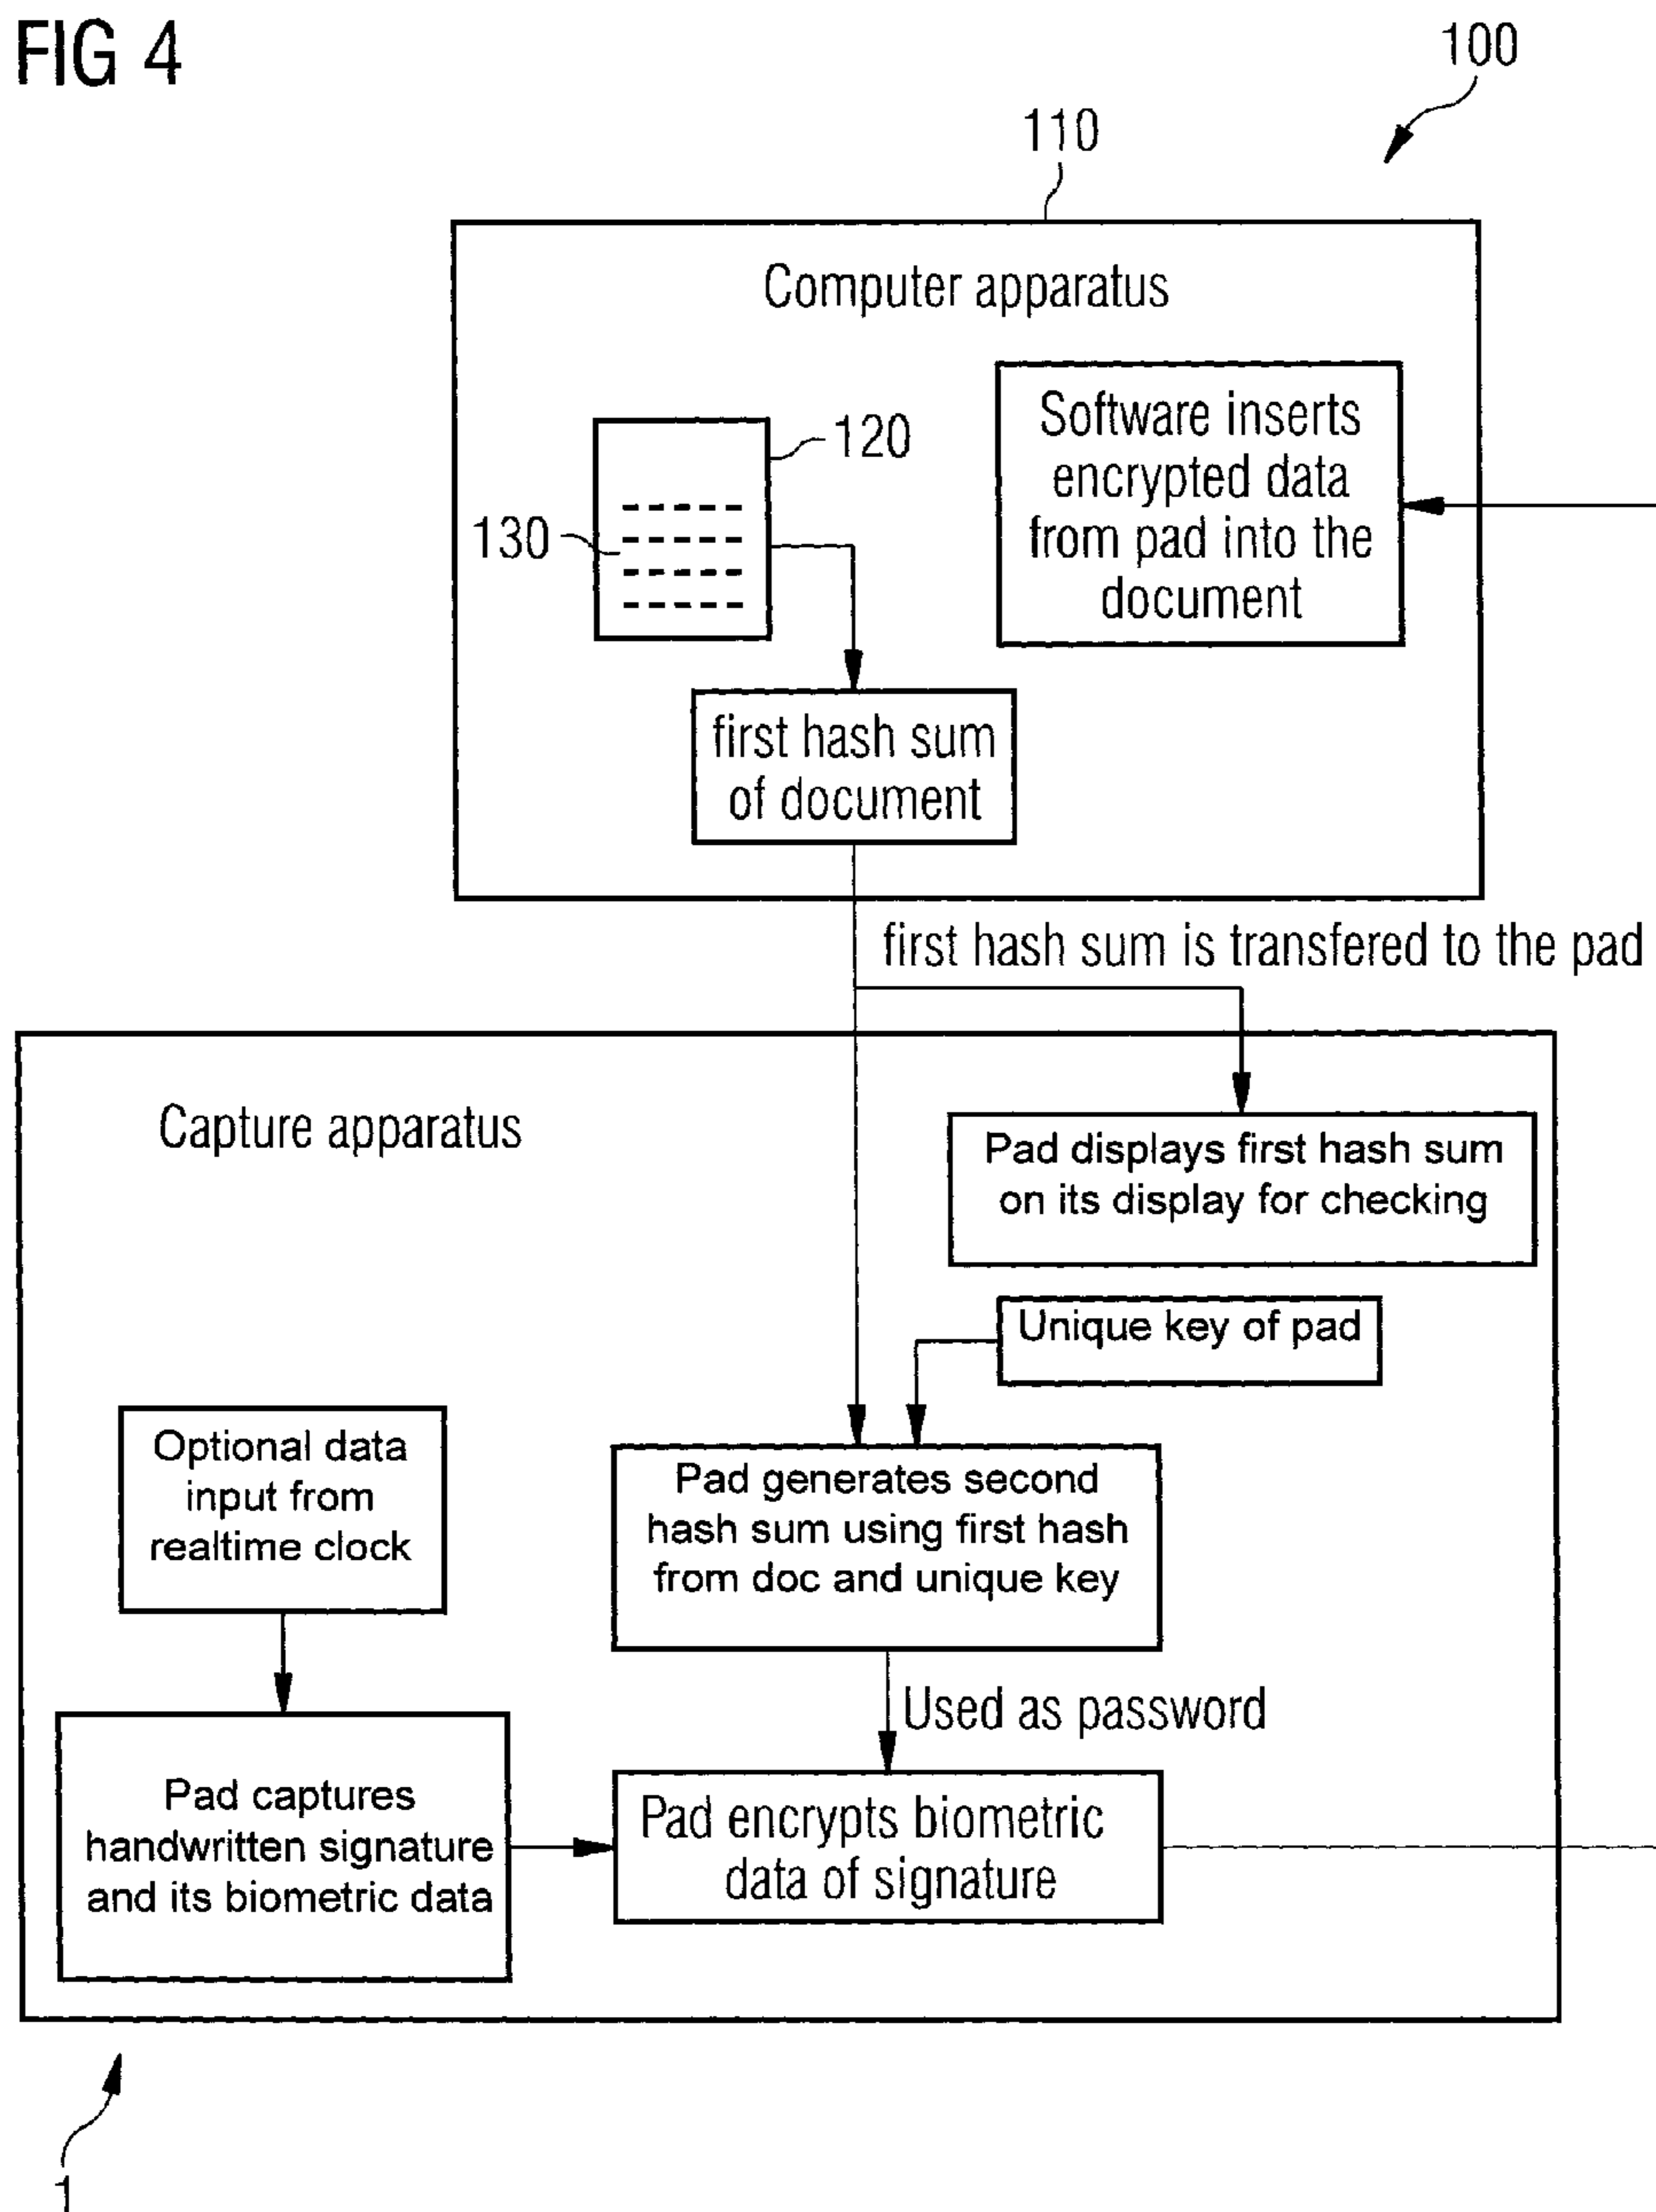 FIG 4
100
110
Computer apparatus
Software inserts
encrypted data
from pad into the
document
120
130
first hash sum
of document
first hash sum is transfered to the pad
Capture apparatus
Pad displays first hash sum
on its display for checking
Unique key of pad
Optional data
input from
realtime clock
Pad generates second
hash sum using first hash
from doc and unique key
Used as password
Pad captures
handwritten signature
and its biometric data
Pad encrypts biometric
data of signature
1